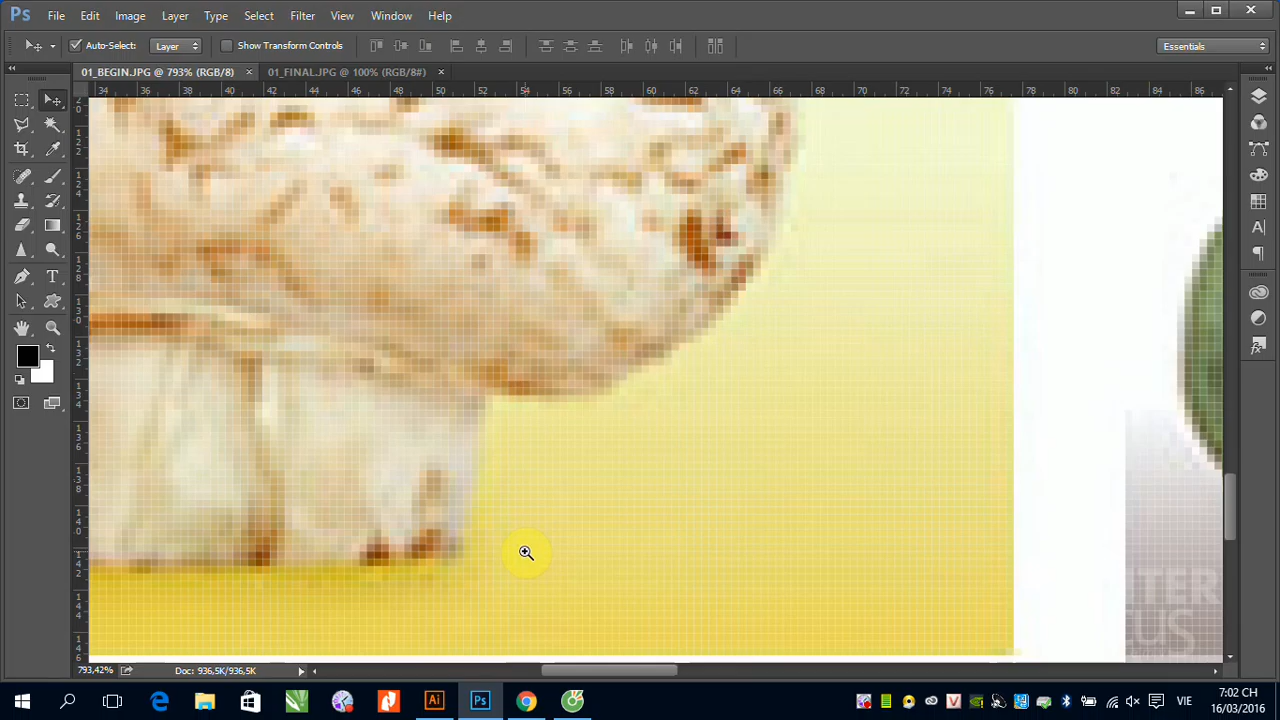 Ps File Edit Image Layer Type Select Filter View Window Help
Auto-Select: Layer Show Transform Controls Essentials
01_BEGIN.JPG @ 793% (RGB/8) × 01_FINAL.JPG @ 100% (RGB/8#) ×
34 36 38 40 42 44 46 48 50 52 54 56 58 60 62 64 66 68 70 72 74 76 78 80 82 84 86
793,42% Doc: 936,5K/936,5K
Ai Ps VIE 7:02 CH
16/03/2016